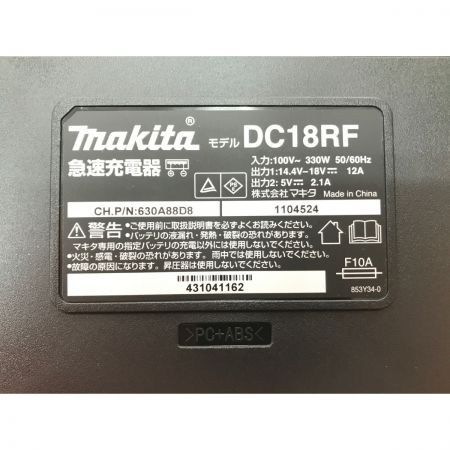 makita® モデル DC18RF
急速充電器
入力:100V~ 330W 50/60Hz
出力1:14.4V⎓18V⎓ 12A
出力2: 5V⎓ 2.1A
株式会社マキタ Made in China
CH.P/N:630A88D8
1104524
警告
●ご使用前に取扱説明書を必ずよくお読みください。
●バッテリの液漏れ・発熱・破裂の恐れがあります。
マキタ専用の指定バッテリの充電以外には使用しないでください。
●火災・感電・破裂の恐れがあります。雨中では使用しないでください。
●故障の原因になります。昇圧器は使用しないでください。
F10A
431041162
853Y34-0
>PC+ABS<